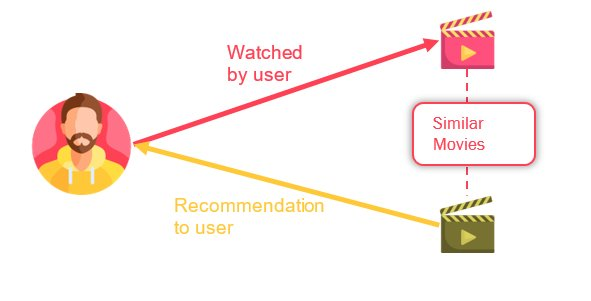 Watched
by user
Similar
Movies
Recommendation
to user